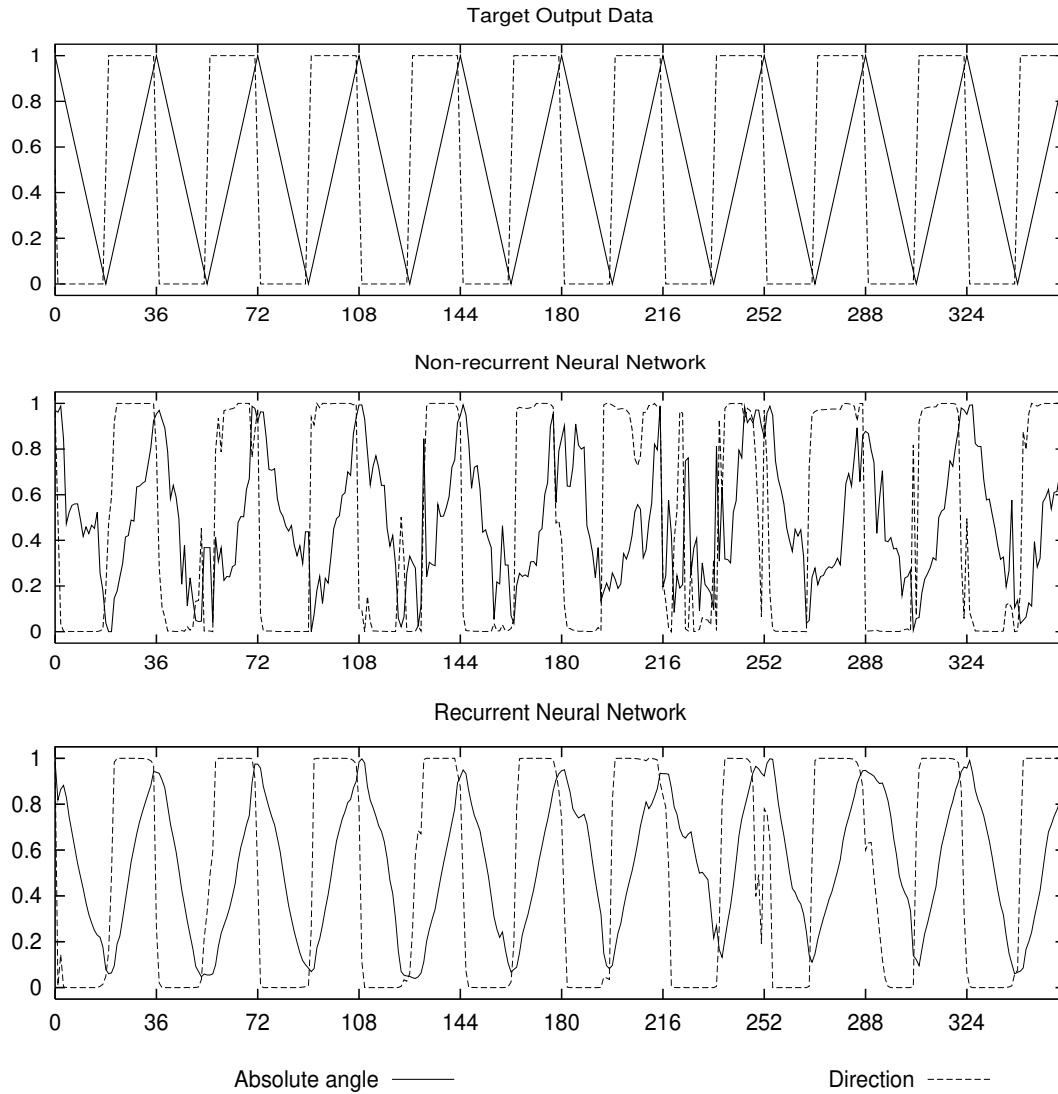 Target Output Data
1
0.8
0.6
0.4
0.2
0
0 36 72 108 144 180 216 252 288 324
Non-recurrent Neural Network
1
0.8
0.6
0.4
0.2
0
0 36 72 108 144 180 216 252 288 324
Recurrent Neural Network
1
0.8
0.6
0.4
0.2
0
0 36 72 108 144 180 216 252 288 324
Absolute angle Direction